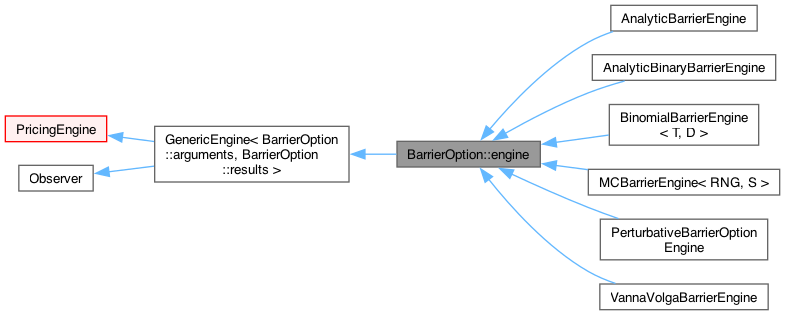 PricingEngine
Observer
GenericEngine< BarrierOption
::arguments, BarrierOption
::results >
BarrierOption::engine
AnalyticBarrierEngine
AnalyticBinaryBarrierEngine
BinomialBarrierEngine
< T, D >
MCBarrierEngine< RNG, S >
PerturbativeBarrierOption
Engine
VannaVolgaBarrierEngine